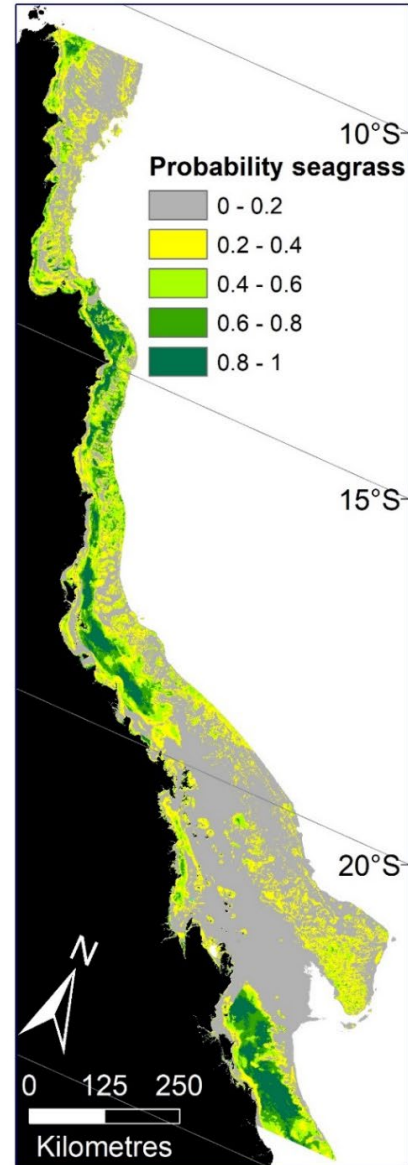 10°S
Probability seagrass
0 - 0.2
0.2 - 0.4
0.4 - 0.6
0.6 - 0.8
0.8 - 1
15°S
20°S
N
0 125 250
Kilometres